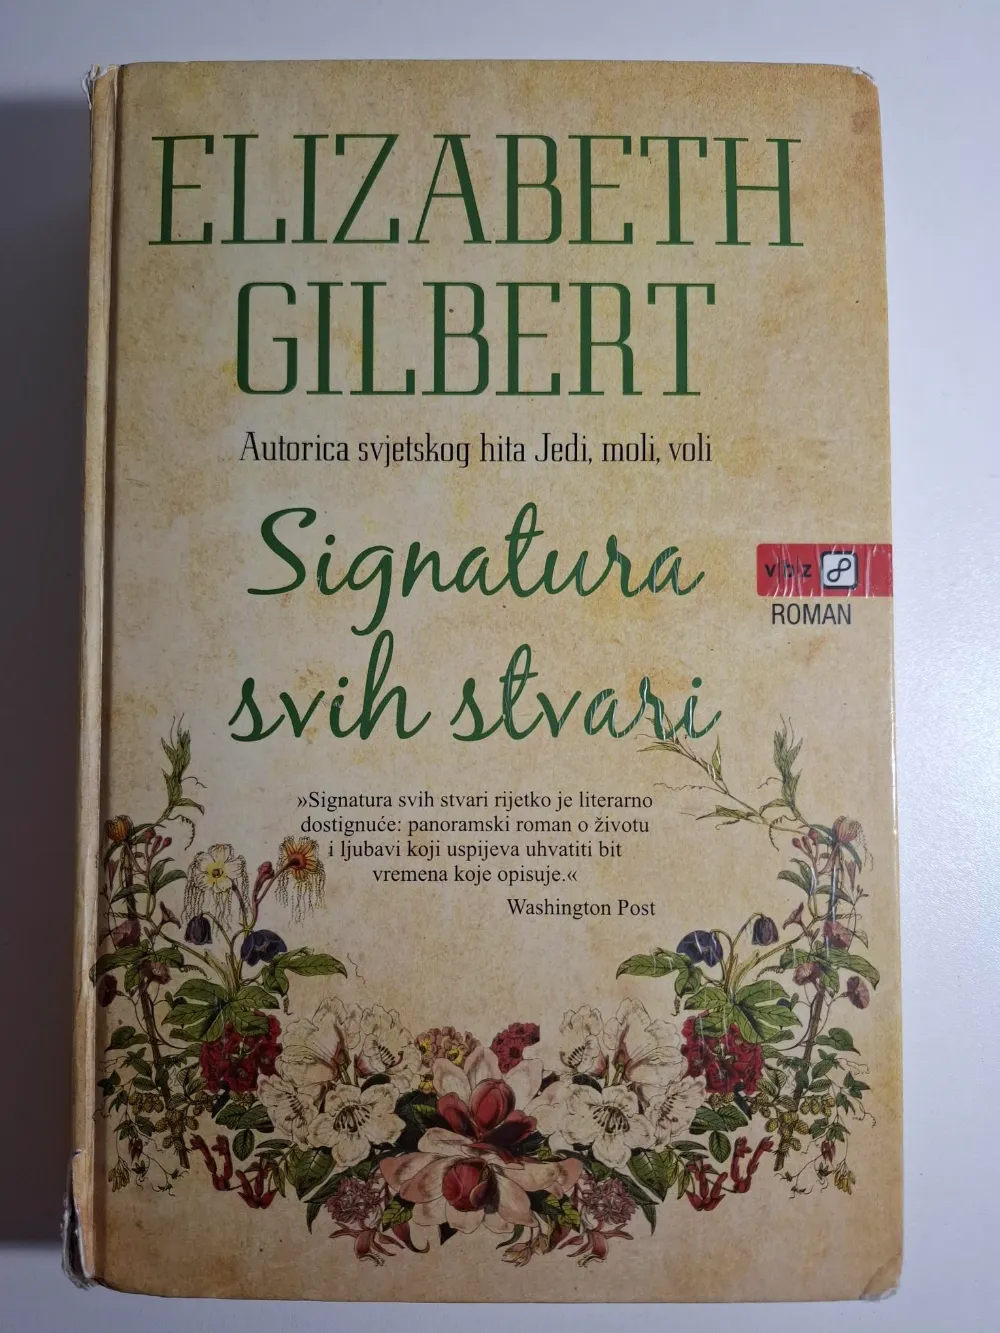 ELIZABETH
GILBERT
Autorica svjetskog hita Jedi, moli, voli
Signatura
svih stvari
v b z
ROMAN
»Signatura svih stvari rijetko je literarno
dostignuće: panoramski roman o životu
i ljubavi koji uspijeva uhvatiti bit
vremena koje opisuje.«
Washington Post